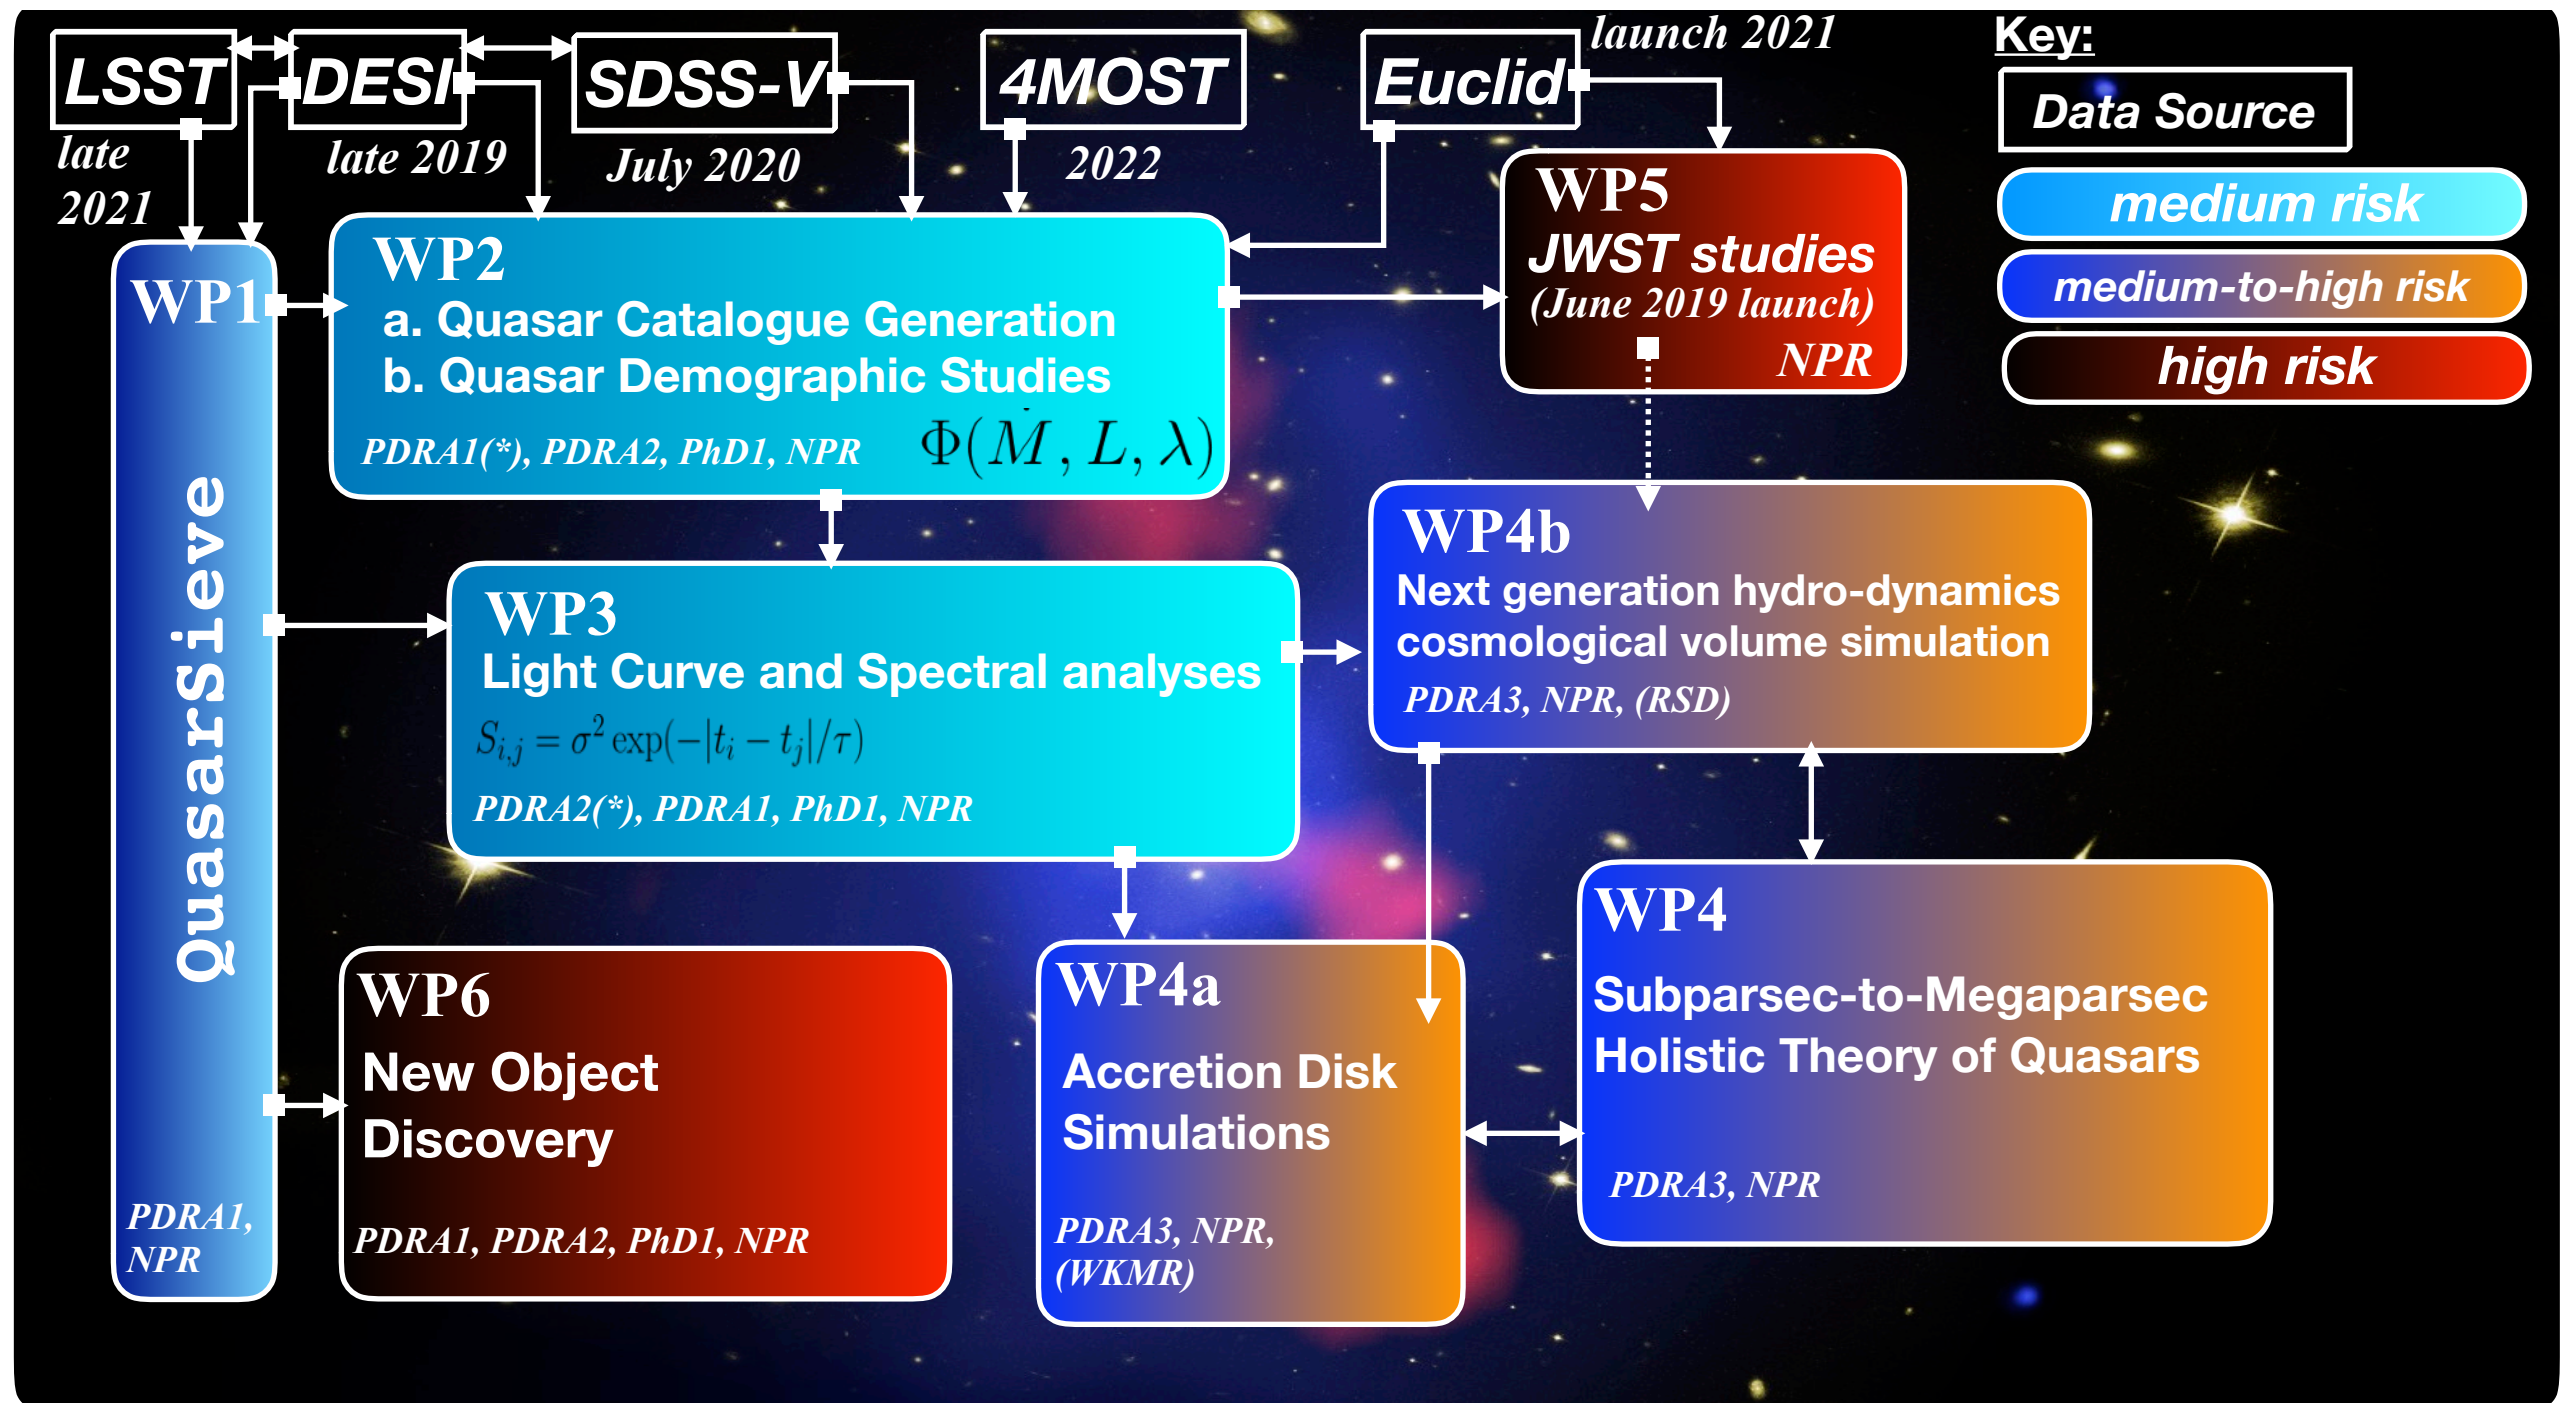 LSST
late
2021
DESI
late 2019
SDSS-V
July 2020
4MOST
2022
Euclid
launch 2021
Key:
Data Source
medium risk
medium-to-high risk
high risk
WP1
QuasarSieve
PDRA1,
NPR
WP2
a. Quasar Catalogue Generation
b. Quasar Demographic Studies
PDRA1(*), PDRA2, PhD1, NPR
Φ(Ṁ, L, λ)
WP5
JWST studies
(June 2019 launch)
NPR
WP3
Light Curve and Spectral analyses
S_{i,j} = σ² exp(−|t_i − t_j|/τ)
PDRA2(*), PDRA1, PhD1, NPR
WP4b
Next generation hydro-dynamics
cosmological volume simulation
PDRA3, NPR, (RSD)
WP6
New Object
Discovery
PDRA1, PDRA2, PhD1, NPR
WP4a
Accretion Disk
Simulations
PDRA3, NPR,
(WKMR)
WP4
Subparsec-to-Megaparsec
Holistic Theory of Quasars
PDRA3, NPR